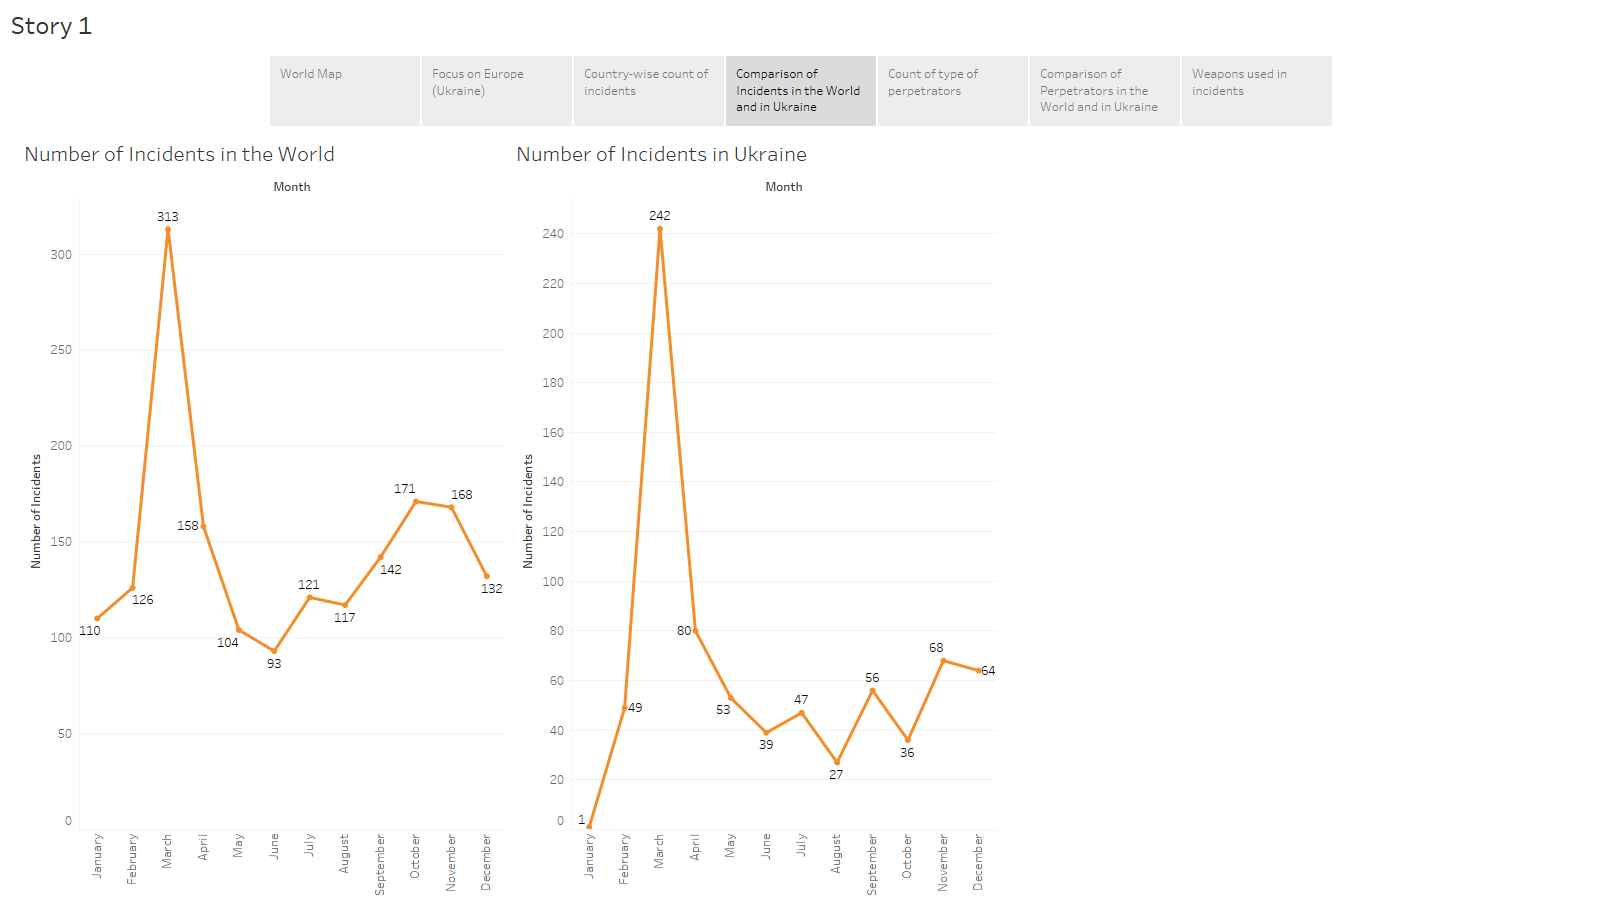 Story 1
World Map
Focus on Europe
(Ukraine)
Country-wise count of
incidents
Comparison of
Incidents in the World
and in Ukraine
Count of type of
perpetrators
Comparison of
Perpetrators in the
World and in Ukraine
Weapons used in
incidents
Number of Incidents in the World
Month
Number of Incidents
300
250
200
150
100
50
0
110
126
313
158
104
93
121
117
142
171
168
132
January
February
March
April
May
June
July
August
September
October
November
December
Number of Incidents in Ukraine
Month
Number of Incidents
240
220
200
180
160
140
120
100
80
60
40
20
0
1
49
242
80
53
39
47
27
56
36
68
64
January
February
March
April
May
June
July
August
September
October
November
December